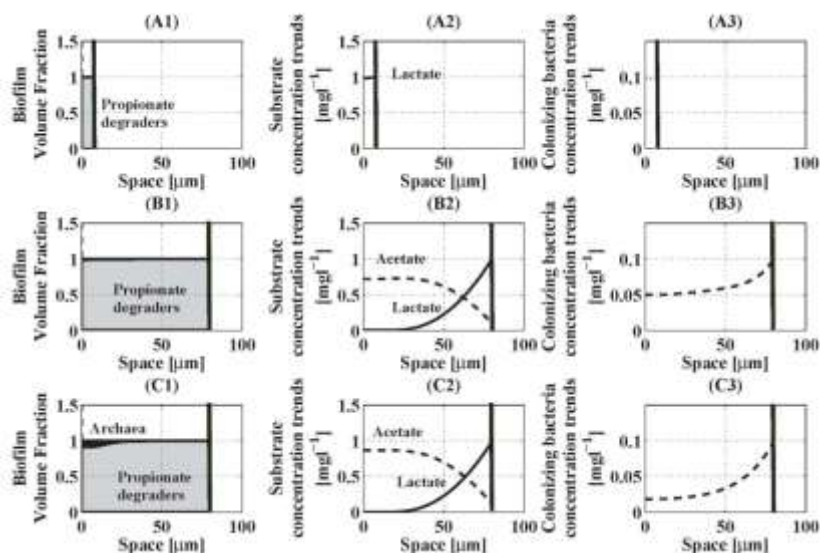 (A1)
1.5
1
0.5
0
0
50
100
Space [μm]
Biofilm
Volume Fraction
Propionate
degraders
(A2)
1.5
1
0.5
0
0
50
100
Space [μm]
Substrate
concentration trends
[mgl⁻¹]
Lactate
(A3)
0.1
0.05
0
0
50
100
Space [μm]
Colonizing bacteria
concentration trends
[mgl⁻¹]
(B1)
1.5
1
0.5
0
0
50
100
Space [μm]
Biofilm
Volume Fraction
Propionate
degraders
(B2)
1.5
1
0.5
0
0
50
100
Space [μm]
Substrate
concentration trends
[mgl⁻¹]
Acetate
Lactate
(B3)
0.1
0.05
0
0
50
100
Space [μm]
Colonizing bacteria
concentration trends
[mgl⁻¹]
(C1)
1.5
1
0.5
0
0
50
100
Space [μm]
Biofilm
Volume Fraction
Archaea
Propionate
degraders
(C2)
1.5
1
0.5
0
0
50
100
Space [μm]
Substrate
concentration trends
[mgl⁻¹]
Acetate
Lactate
(C3)
0.1
0.05
0
0
50
100
Space [μm]
Colonizing bacteria
concentration trends
[mgl⁻¹]